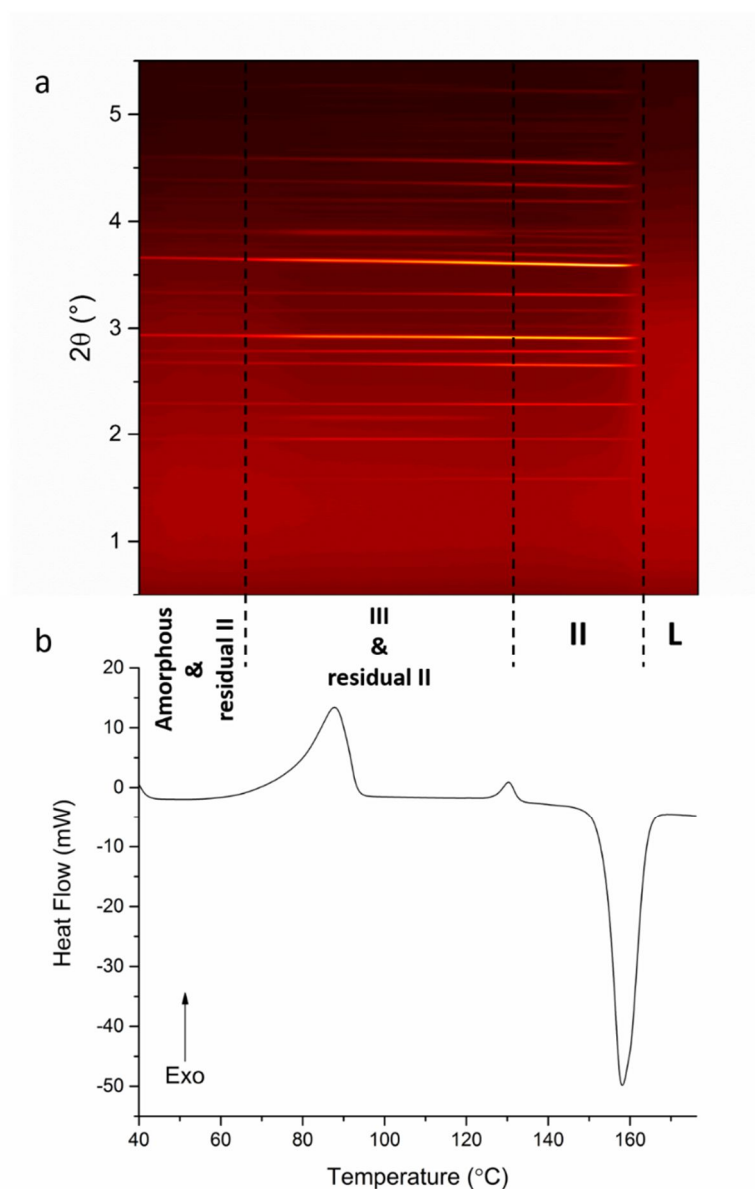 a
5
4
3
2
1
2θ (°)
Amorphous
&
residual II
III
&
residual II
II
L
b
20
10
0
-10
-20
-30
-40
-50
Heat Flow (mW)
Exo
40
60
80
100
120
140
160
Temperature (°C)